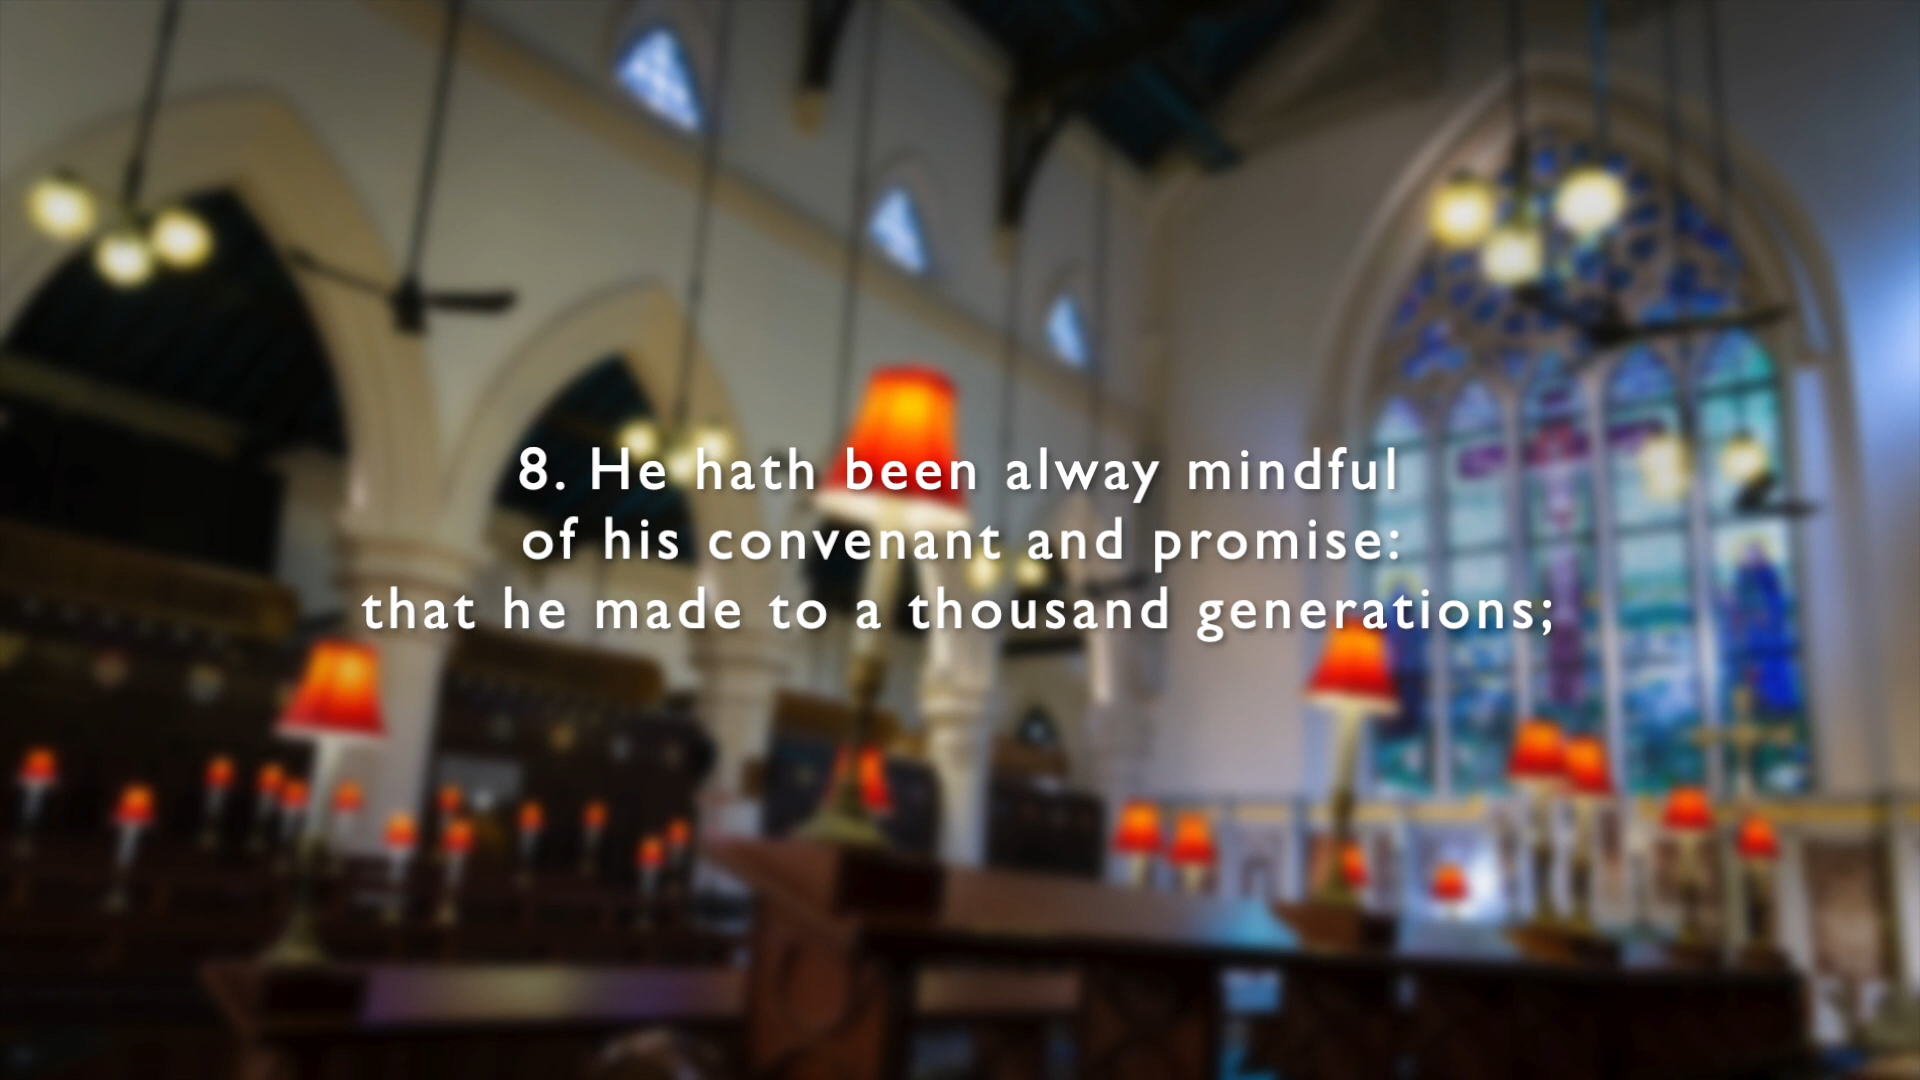 8. He hath been alway mindful
of his convenant and promise:
that he made to a thousand generations;